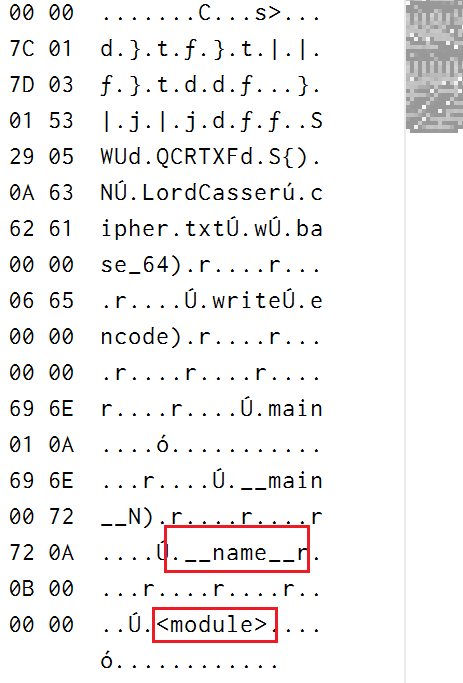 00 00 .......C...s>...
7C 01 d.}.t.ƒ.}.t.|.|.
7D 03 ƒ.}.t.d.d.ƒ...}.
01 53 |.j.|.j.d.ƒ.ƒ..S
29 05 WUd.QCRTXFd.S{).
0A 63 NÚ.LordCasserú.c
62 61 ipher.txtÚ.wÚ.ba
00 00 se_64).r....r...
06 65 .r....Ú.writeÚ.e
00 00 ncode).r....r...
00 00 .r....r....r....
69 6E r....r....Ú.main
01 0A ....ó...........
69 6E ...r....Ú.__main
00 72 __N).r....r....r
72 0A ....Ú.__name__r.
0B 00 ...r....r....r..
00 00 ..Ú.<module>....
ó............